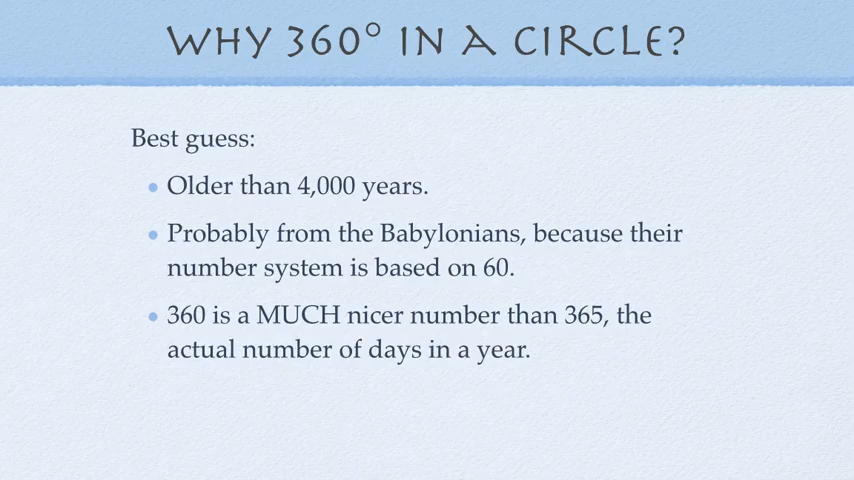 WHY 360° IN A CIRCLE?
Best guess:
• Older than 4,000 years.
• Probably from the Babylonians, because their
number system is based on 60.
• 360 is a MUCH nicer number than 365, the
actual number of days in a year.